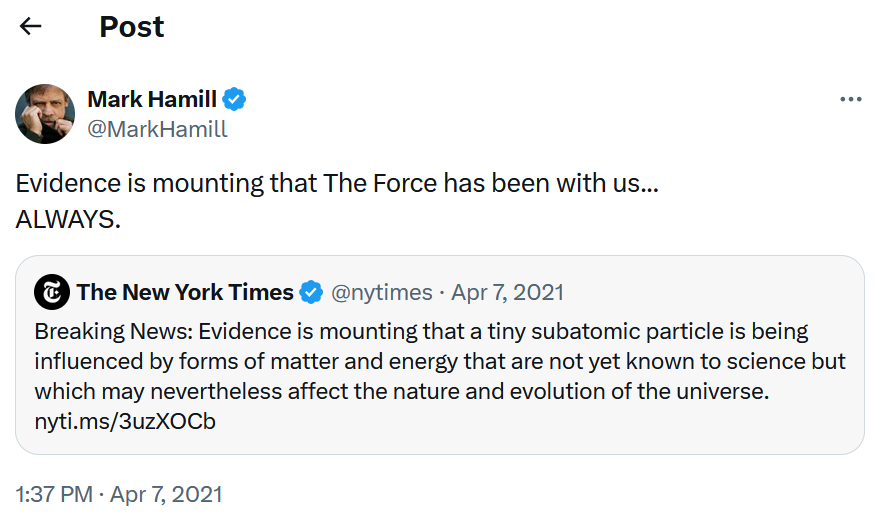 Post
Mark Hamill
@MarkHamill
Evidence is mounting that The Force has been with us...
ALWAYS.
The New York Times @nytimes · Apr 7, 2021
Breaking News: Evidence is mounting that a tiny subatomic particle is being
influenced by forms of matter and energy that are not yet known to science but
which may nevertheless affect the nature and evolution of the universe.
nyti.ms/3uzXOCb
1:37 PM · Apr 7, 2021